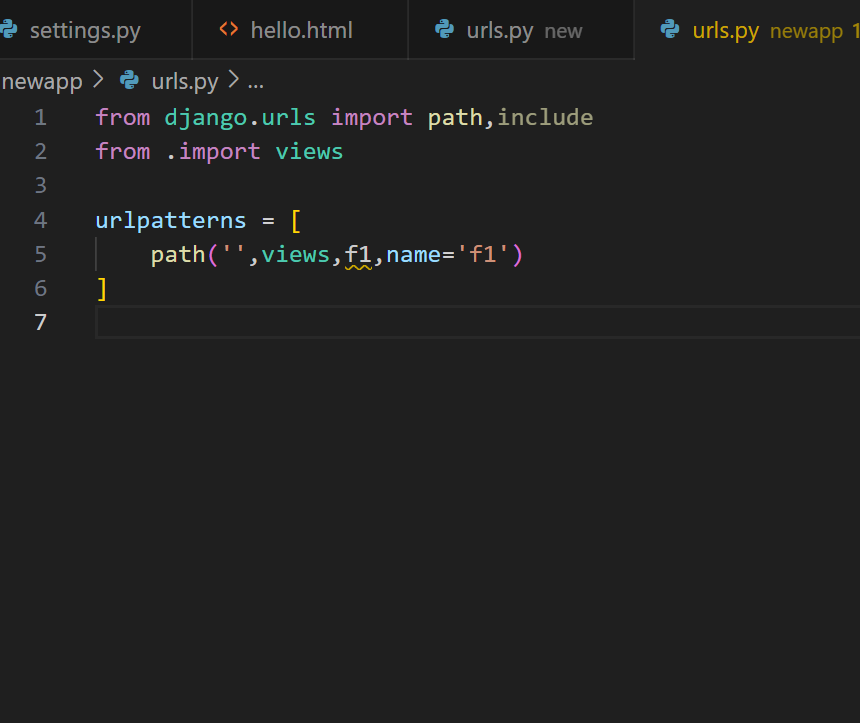 settings.py hello.html urls.py new urls.py newapp 1
newapp > urls.py > ...
1 from django.urls import path,include
2 from .import views
3
4 urlpatterns = [
5     path('',views,f1,name='f1')
6 ]
7